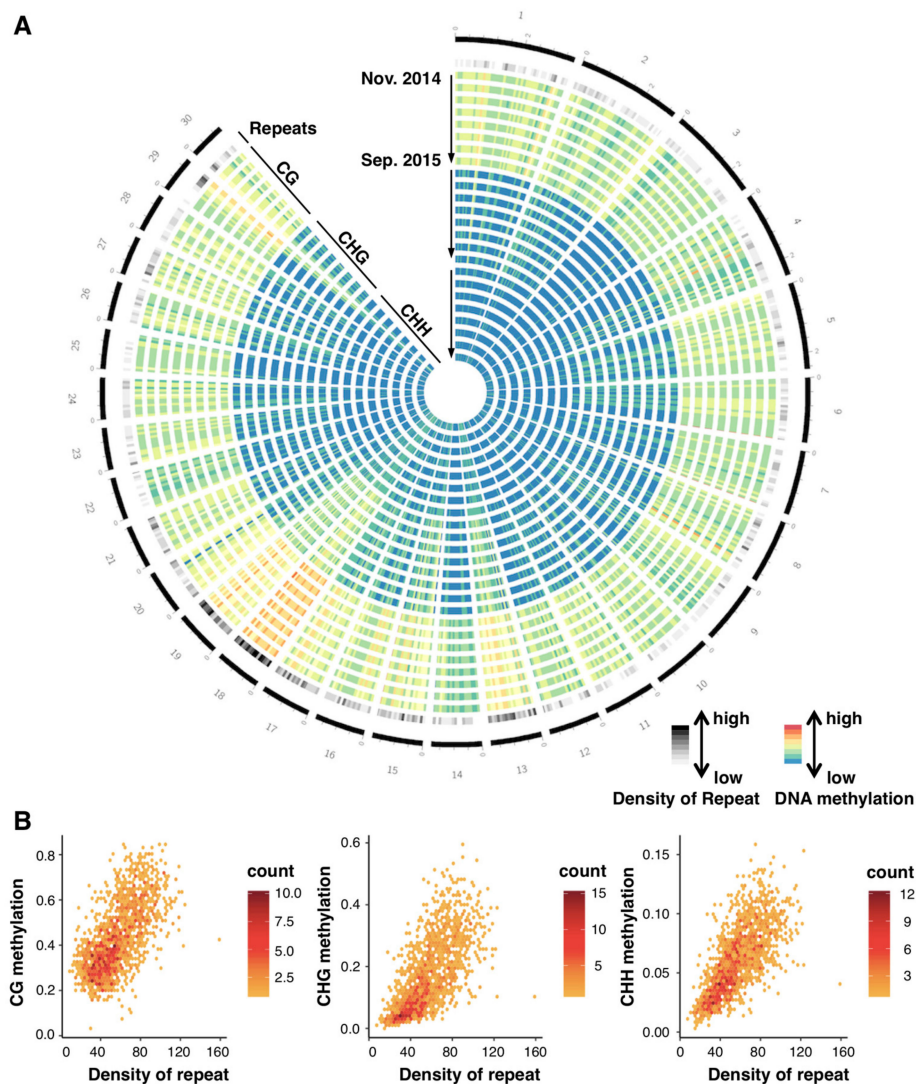 A
Nov. 2014
Sep. 2015
Repeats
CG
CHG
CHH
1
2
3
4
5
6
7
8
9
10
11
12
13
14
15
16
17
18
19
20
21
22
23
24
25
26
27
28
29
30
high
low
Density of Repeat
high
low
DNA methylation
B
CG methylation
0.8
0.6
0.4
0.2
0.0
0 40 80 120 160
Density of repeat
count
10.0
7.5
5.0
2.5
CHG methylation
0.6
0.4
0.2
0.0
0 40 80 120 160
Density of repeat
count
15
10
5
CHH methylation
0.15
0.10
0.05
0.00
0 40 80 120 160
Density of repeat
count
12
9
6
3